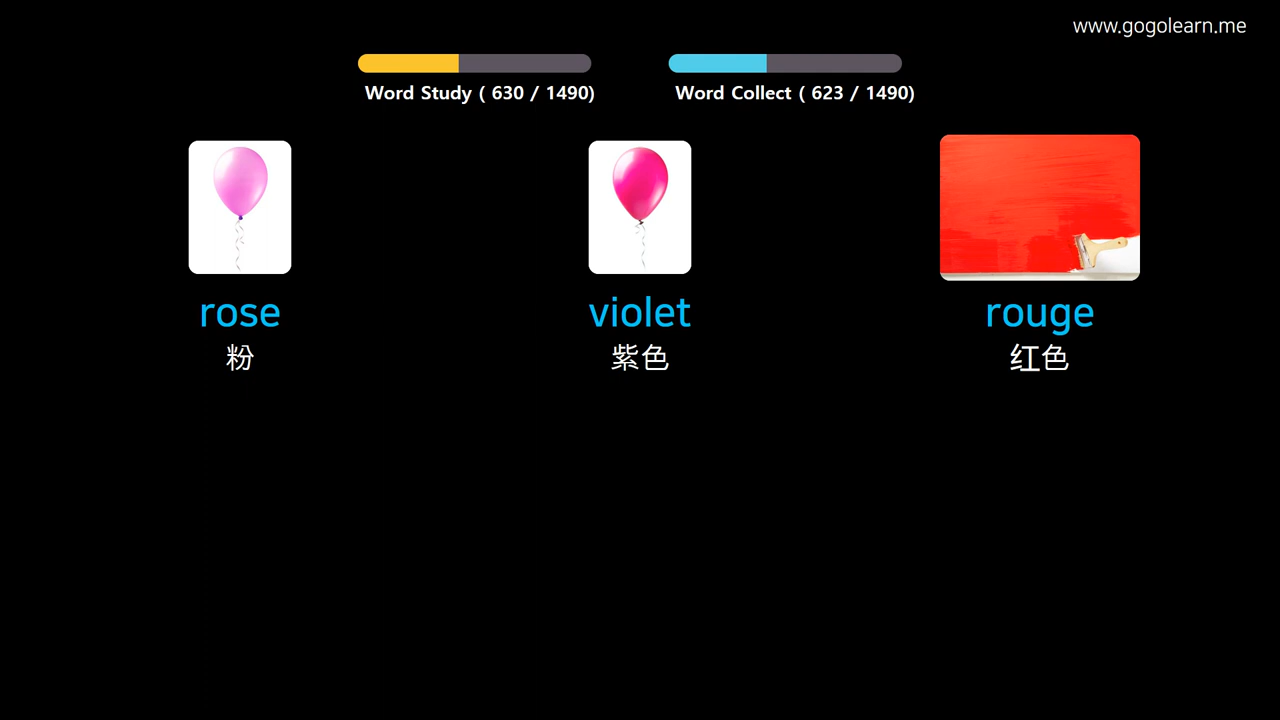 www.gogolearn.me
Word Study ( 630 / 1490)
Word Collect ( 623 / 1490)
rose
粉
violet
紫色
rouge
红色